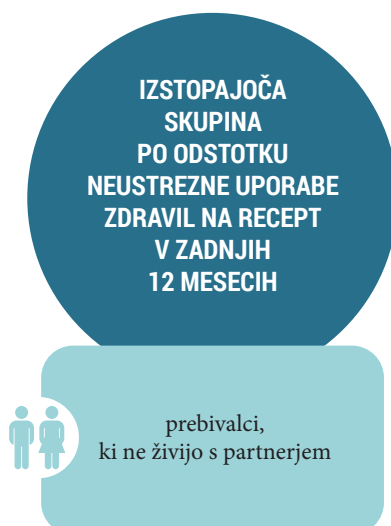 IZSTOPAJOČA
SKUPINA
PO ODSTOTKU
NEUSTREZNE UPORABE
ZDRAVIL NA RECEPT
V ZADNJIH
12 MESECIH
prebivalci,
ki ne živijo s partnerjem